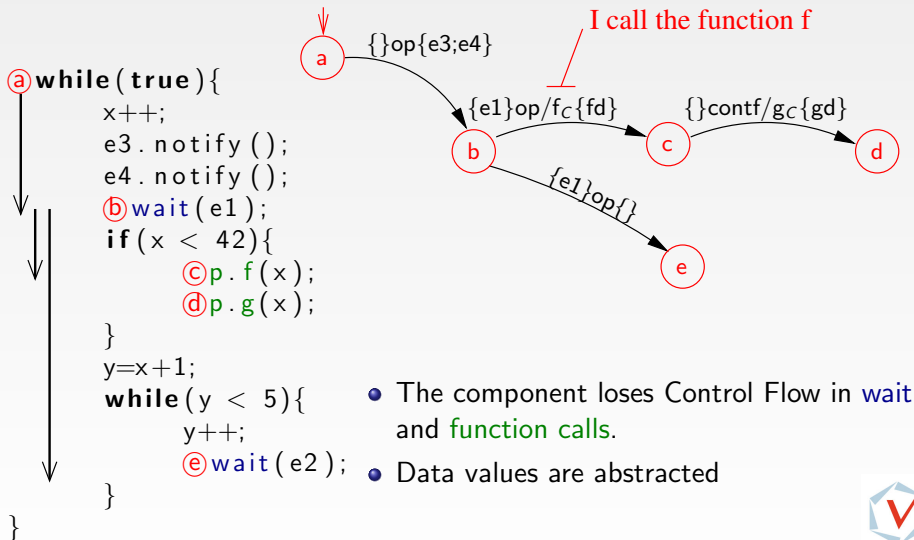 I call the function f
{}op{e3;e4}
a
{e1}op/f_C{fd}
{}contf/g_C{gd}
b
c
d
{e1}op{}
e
a while(true){
x++;
e3.notify();
e4.notify();
b wait(e1);
if(x < 42){
c p.f(x);
d p.g(x);
}
y=x+1;
while(y < 5){
y++;
e wait(e2);
}
}
• The component loses Control Flow in wait
and function calls.
• Data values are abstracted